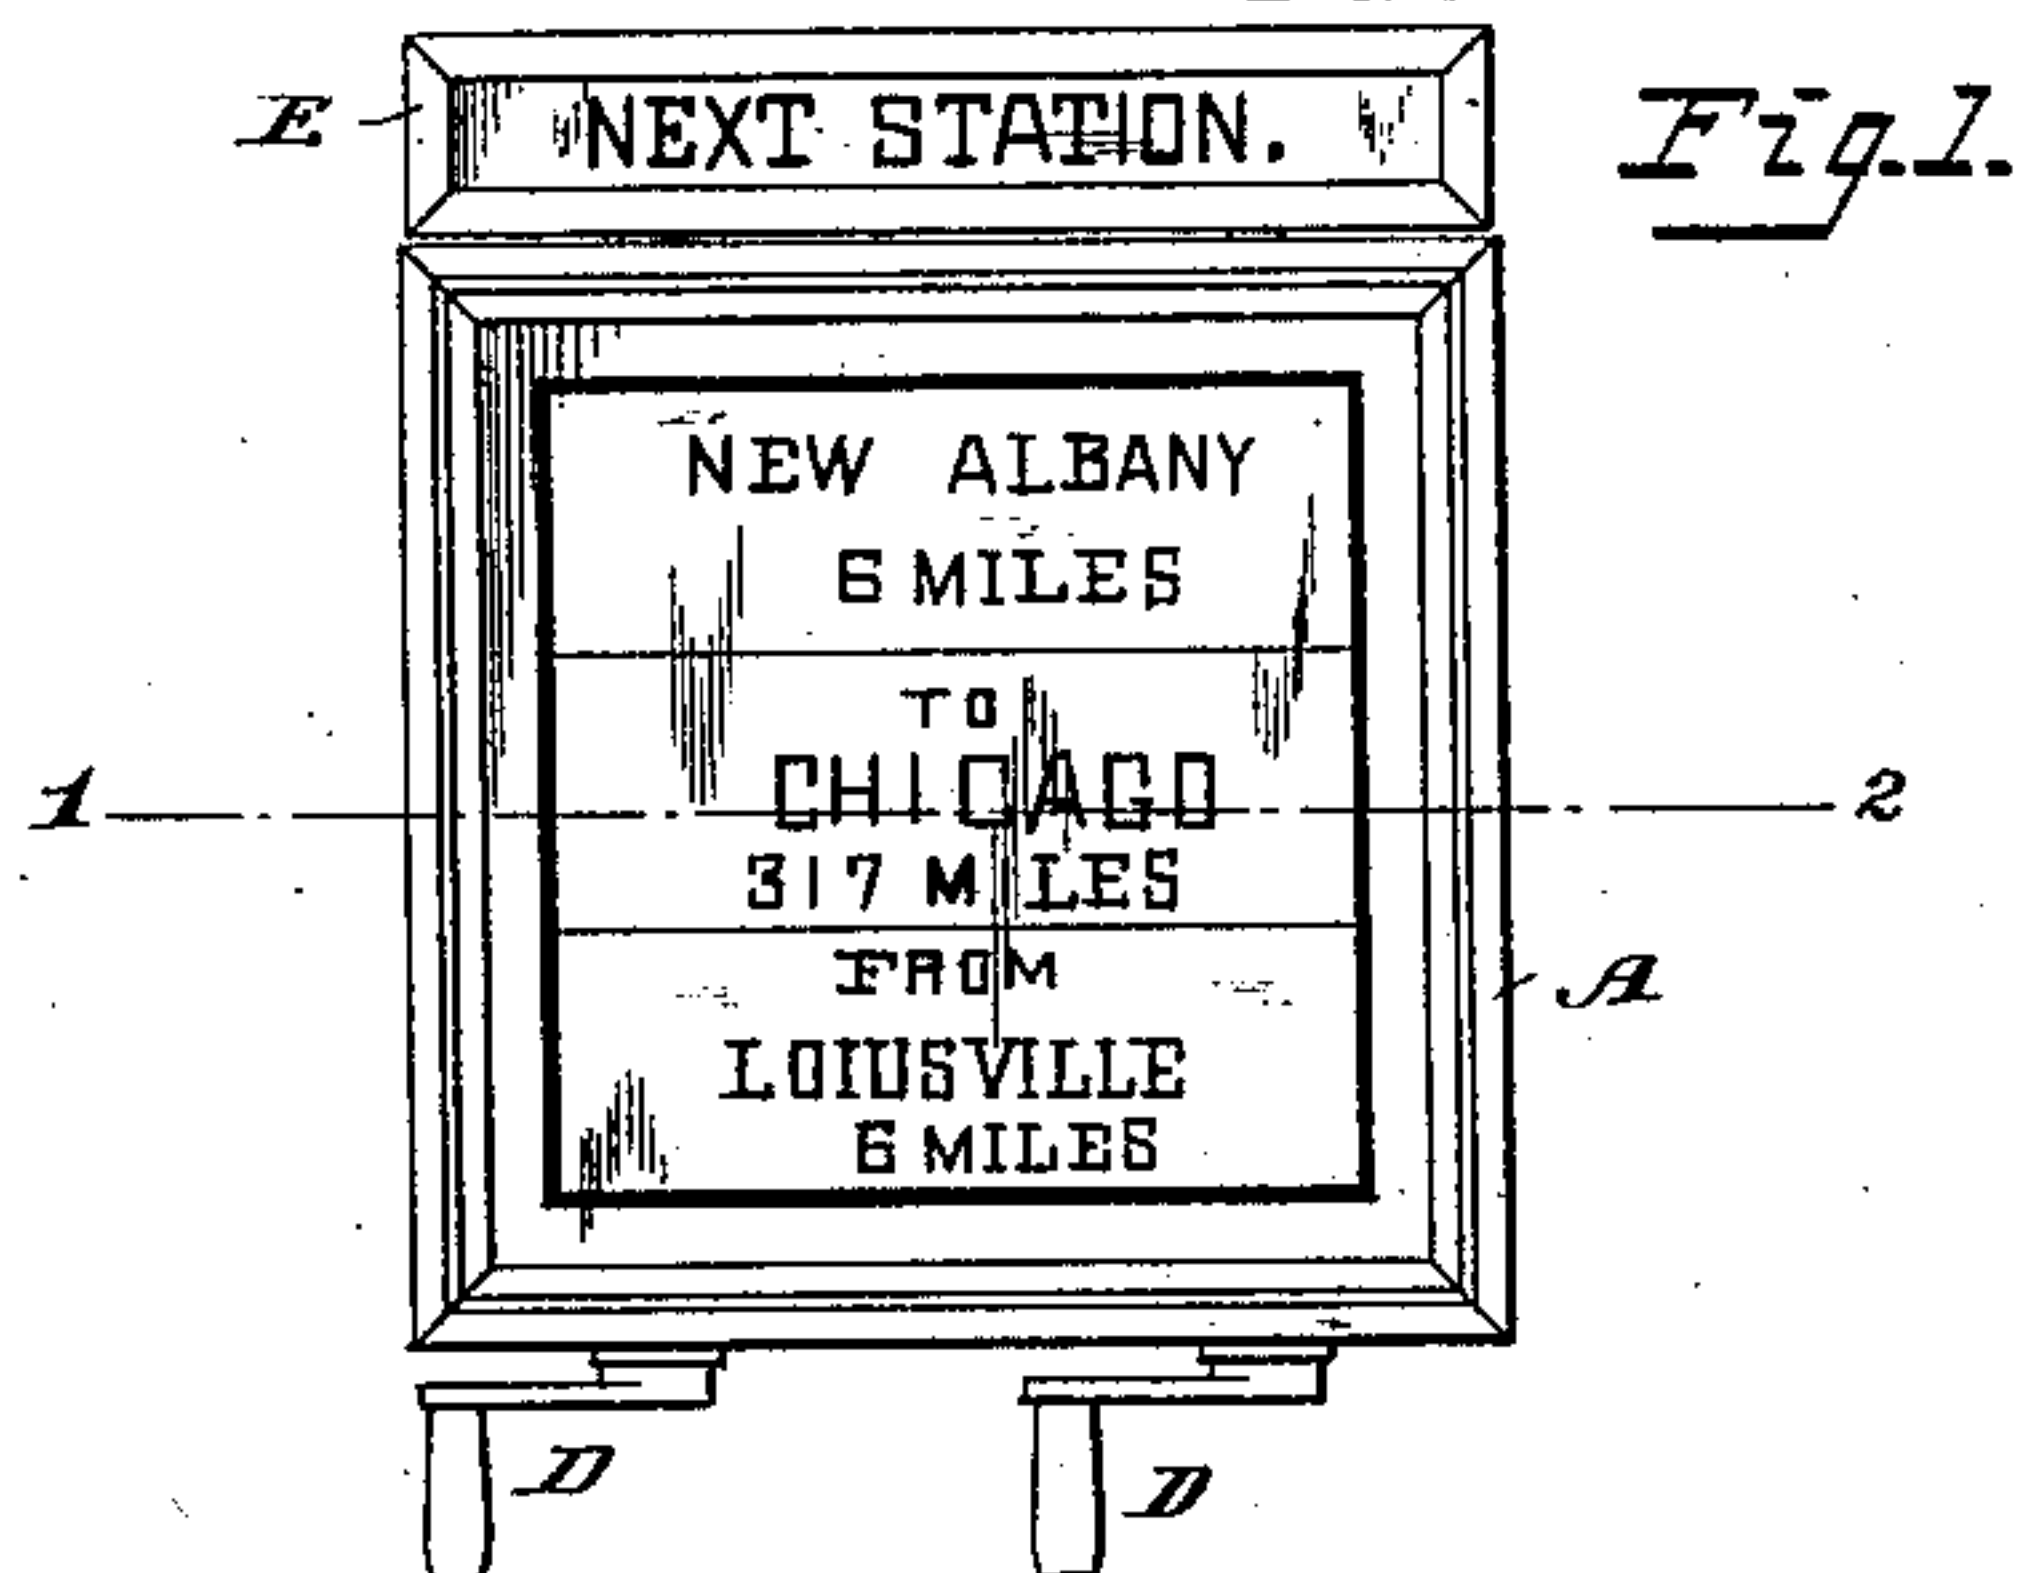 E NEXT STATION. Fig. 1.
NEW ALBANY
6 MILES
TO
1 CHICAGO 2
317 MILES
FROM
A
LOIUSVILLE
6 MILES
D D